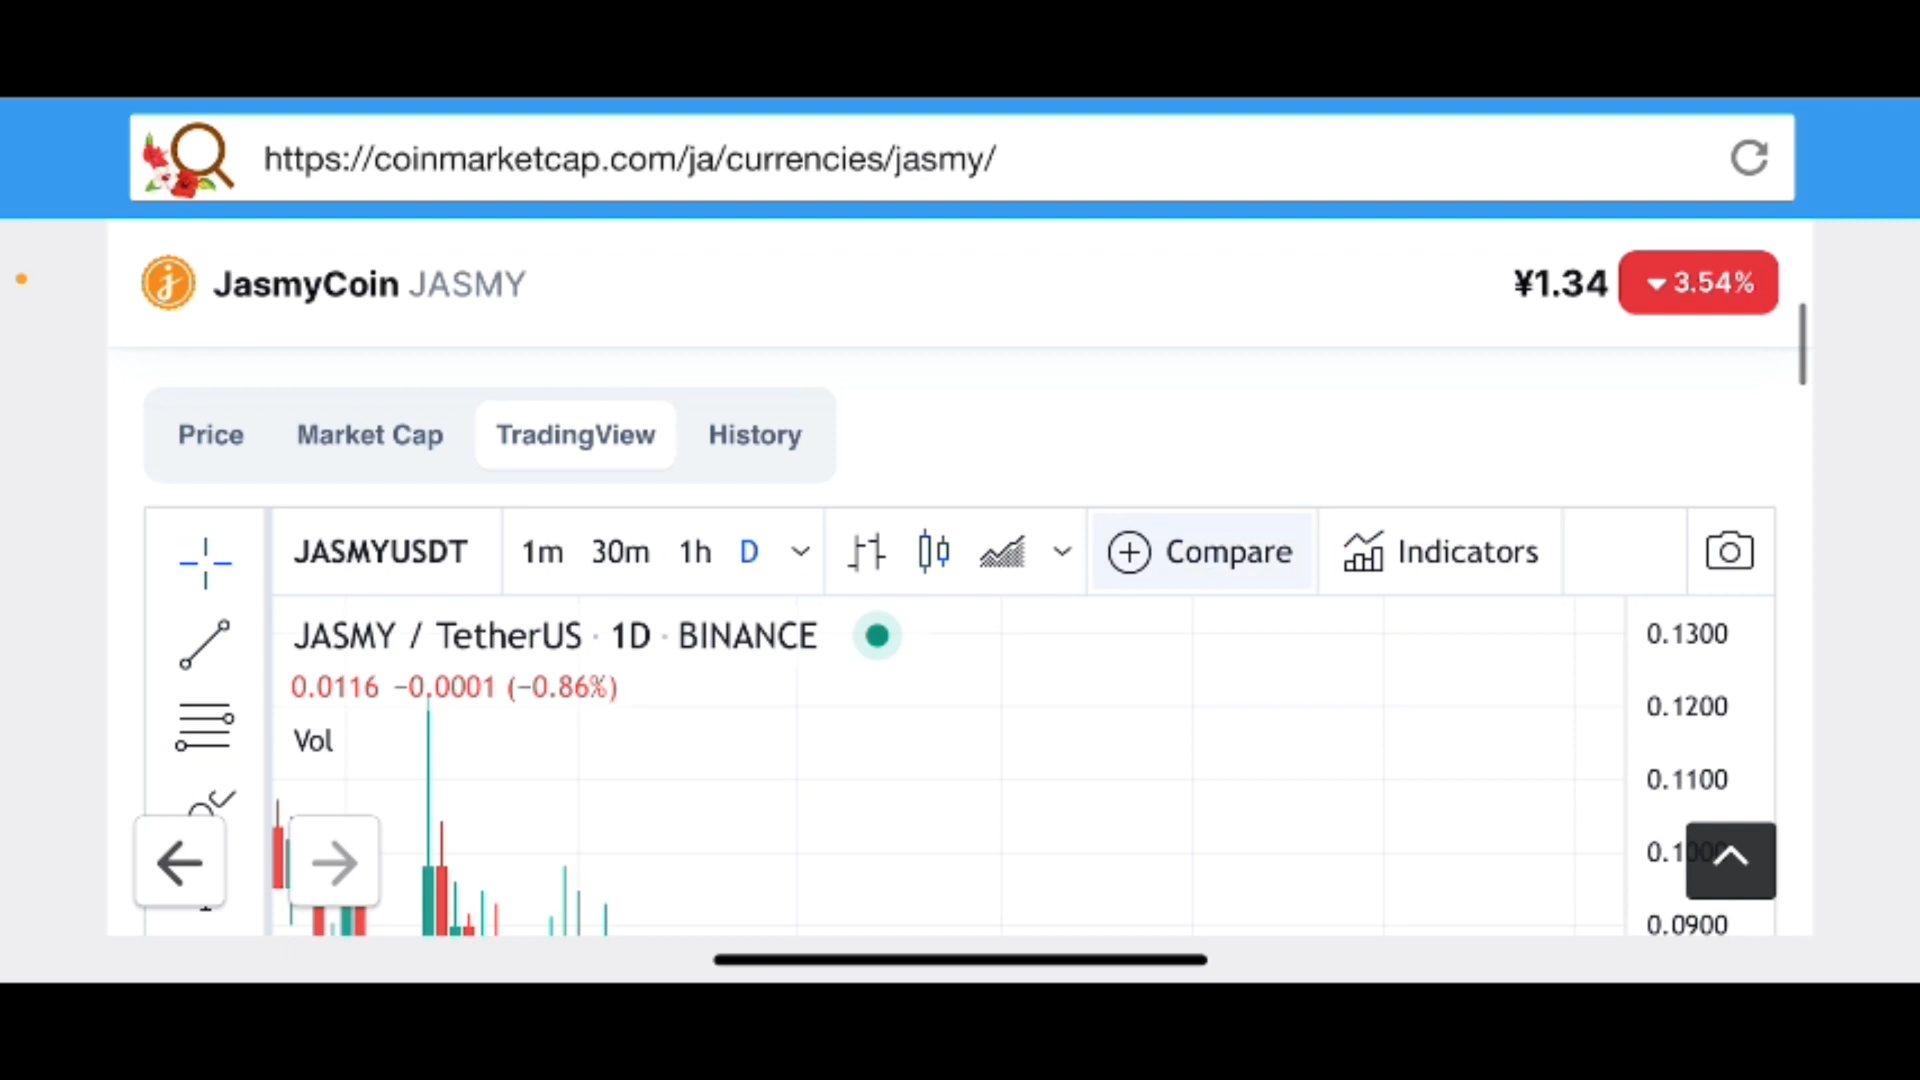 https://coinmarketcap.com/ja/currencies/jasmy/
JasmyCoin JASMY ¥1.34 3.54%
Price Market Cap TradingView History
JASMYUSDT 1m 30m 1h D Compare Indicators
JASMY / TetherUS · 1D · BINANCE
0.0116 −0.0001 (−0.86%)
Vol
0.1300
0.1200
0.1100
0.0900